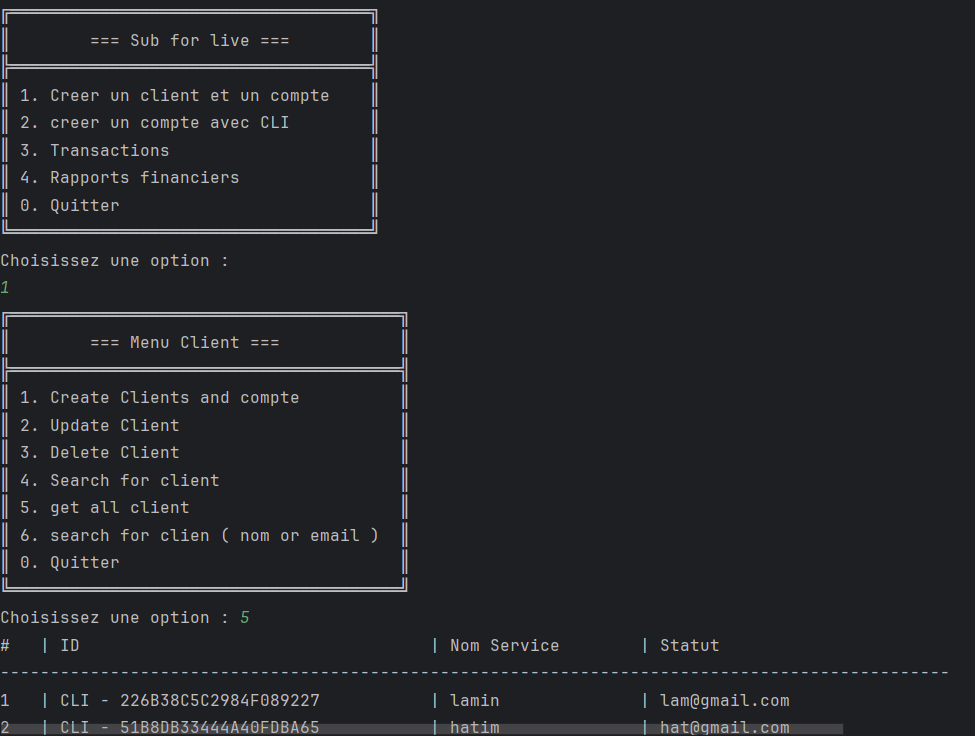 === Sub for live ===
1. Creer un client et un compte
2. creer un compte avec CLI
3. Transactions
4. Rapports financiers
0. Quitter
Choisissez une option :
1
=== Menu Client ===
1. Create Clients and compte
2. Update Client
3. Delete Client
4. Search for client
5. get all client
6. search for clien ( nom or email )
0. Quitter
Choisissez une option : 5
# | ID | Nom Service | Statut
-----------------------------------------------------------------------------------------------
1 | CLI - 226B38C5C2984F089227 | lamin | lam@gmail.com
2 | CLI - 51B8DB33444A40FDBA65 | hatim | hat@gmail.com